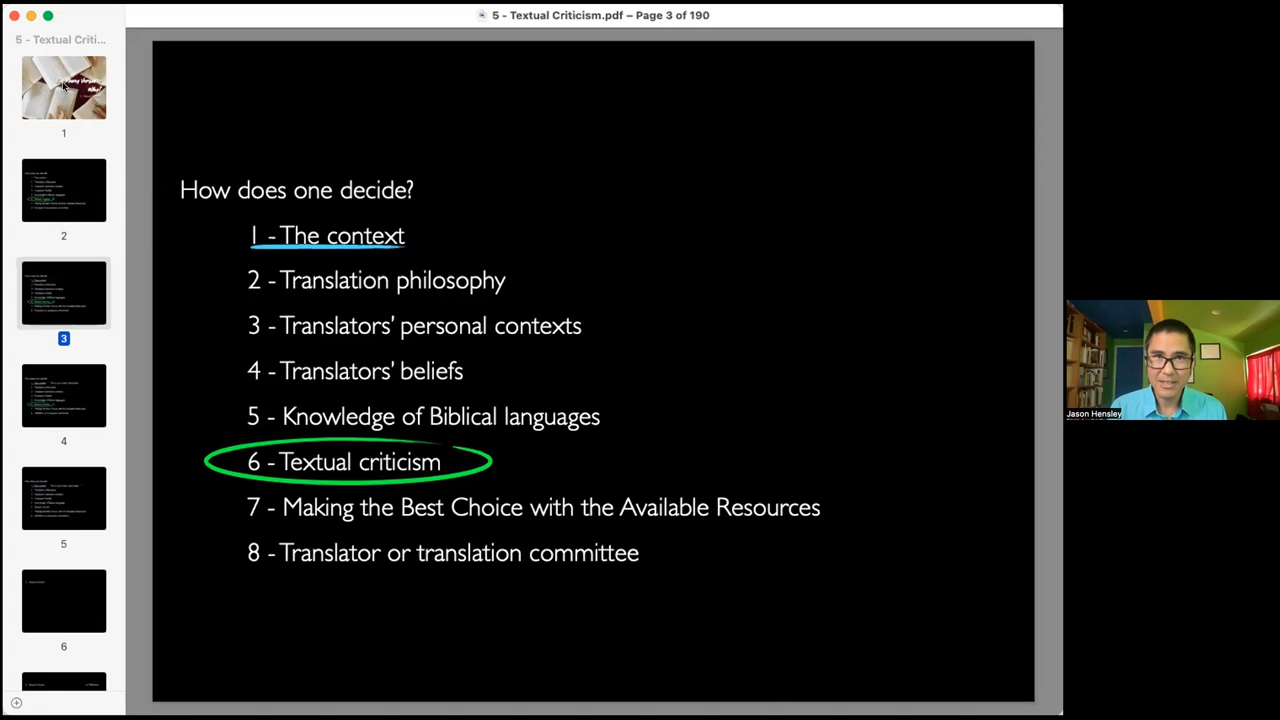 5 - Textual Criticism.pdf – Page 3 of 190
5 - Textual Criti...
1
2
3
4
5
6
How does one decide?
1 - The context
2 - Translation philosophy
3 - Translators' personal contexts
4 - Translators' beliefs
5 - Knowledge of Biblical languages
6 - Textual criticism
7 - Making the Best Choice with the Available Resources
8 - Translator or translation committee
Jason Hensley